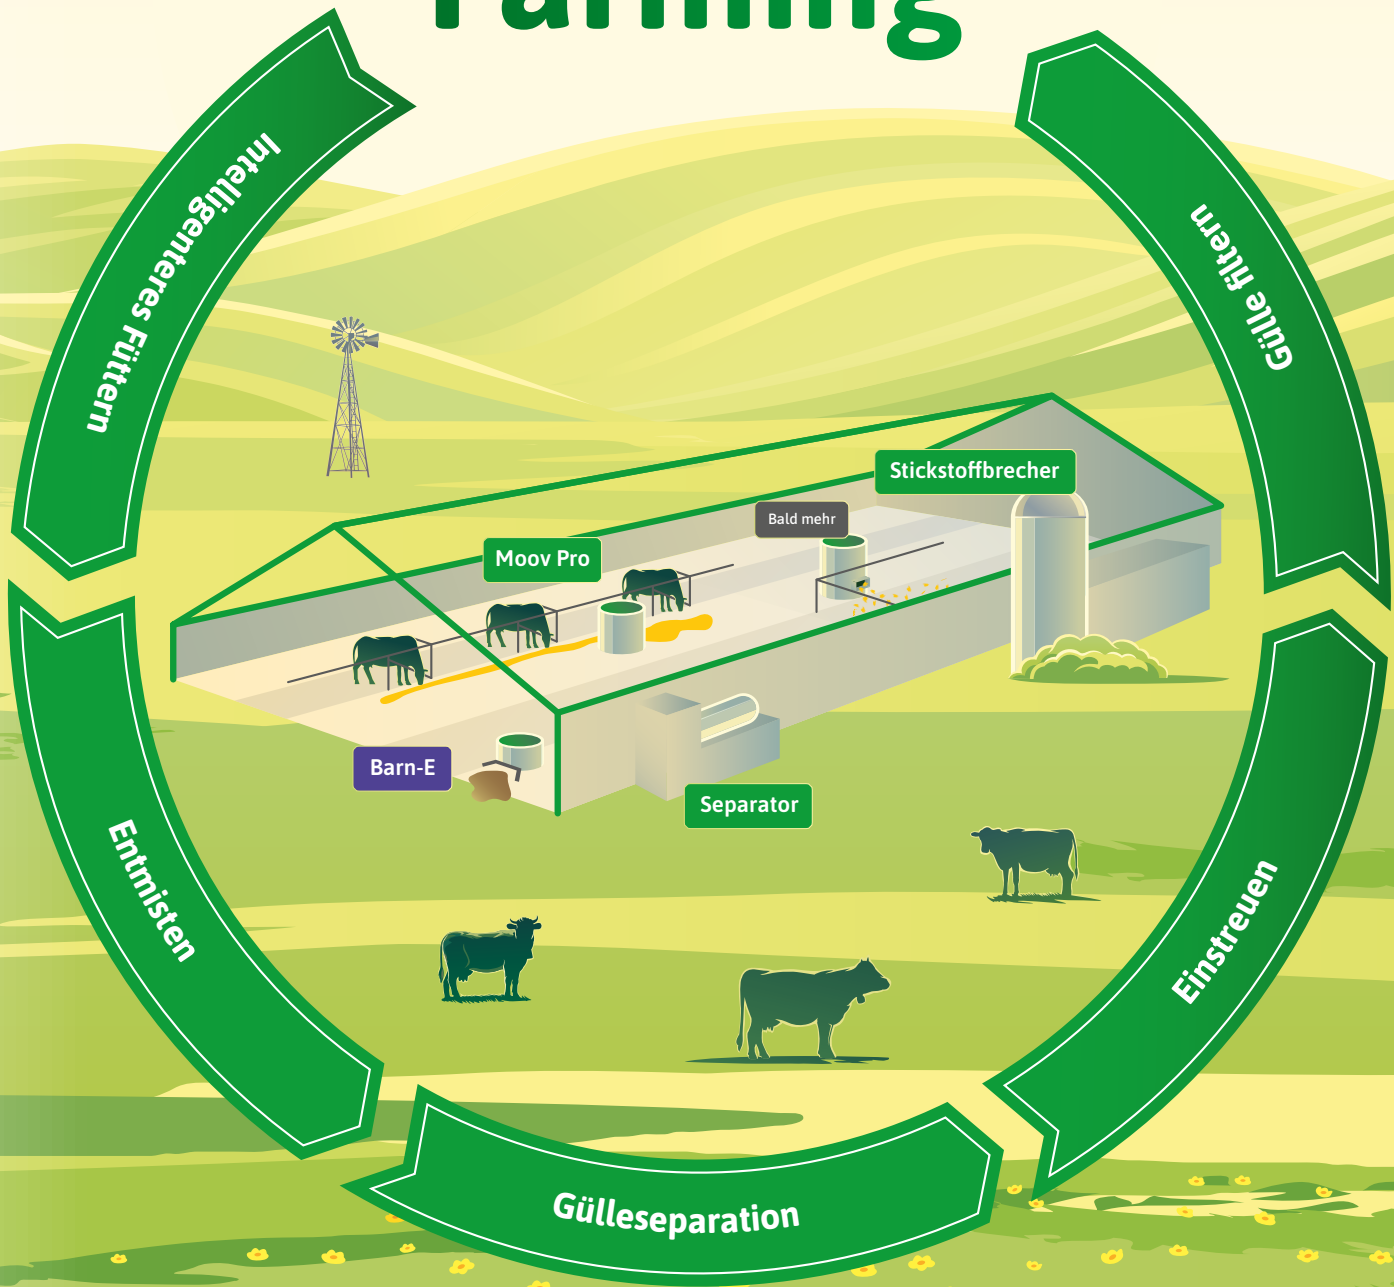 Farming
Intelligenteres Füttern
Gülle filtern
Stickstoffbrecher
Bald mehr
Moov Pro
Barn-E
Separator
Entmisten
Einstreuen
Gülleseparation